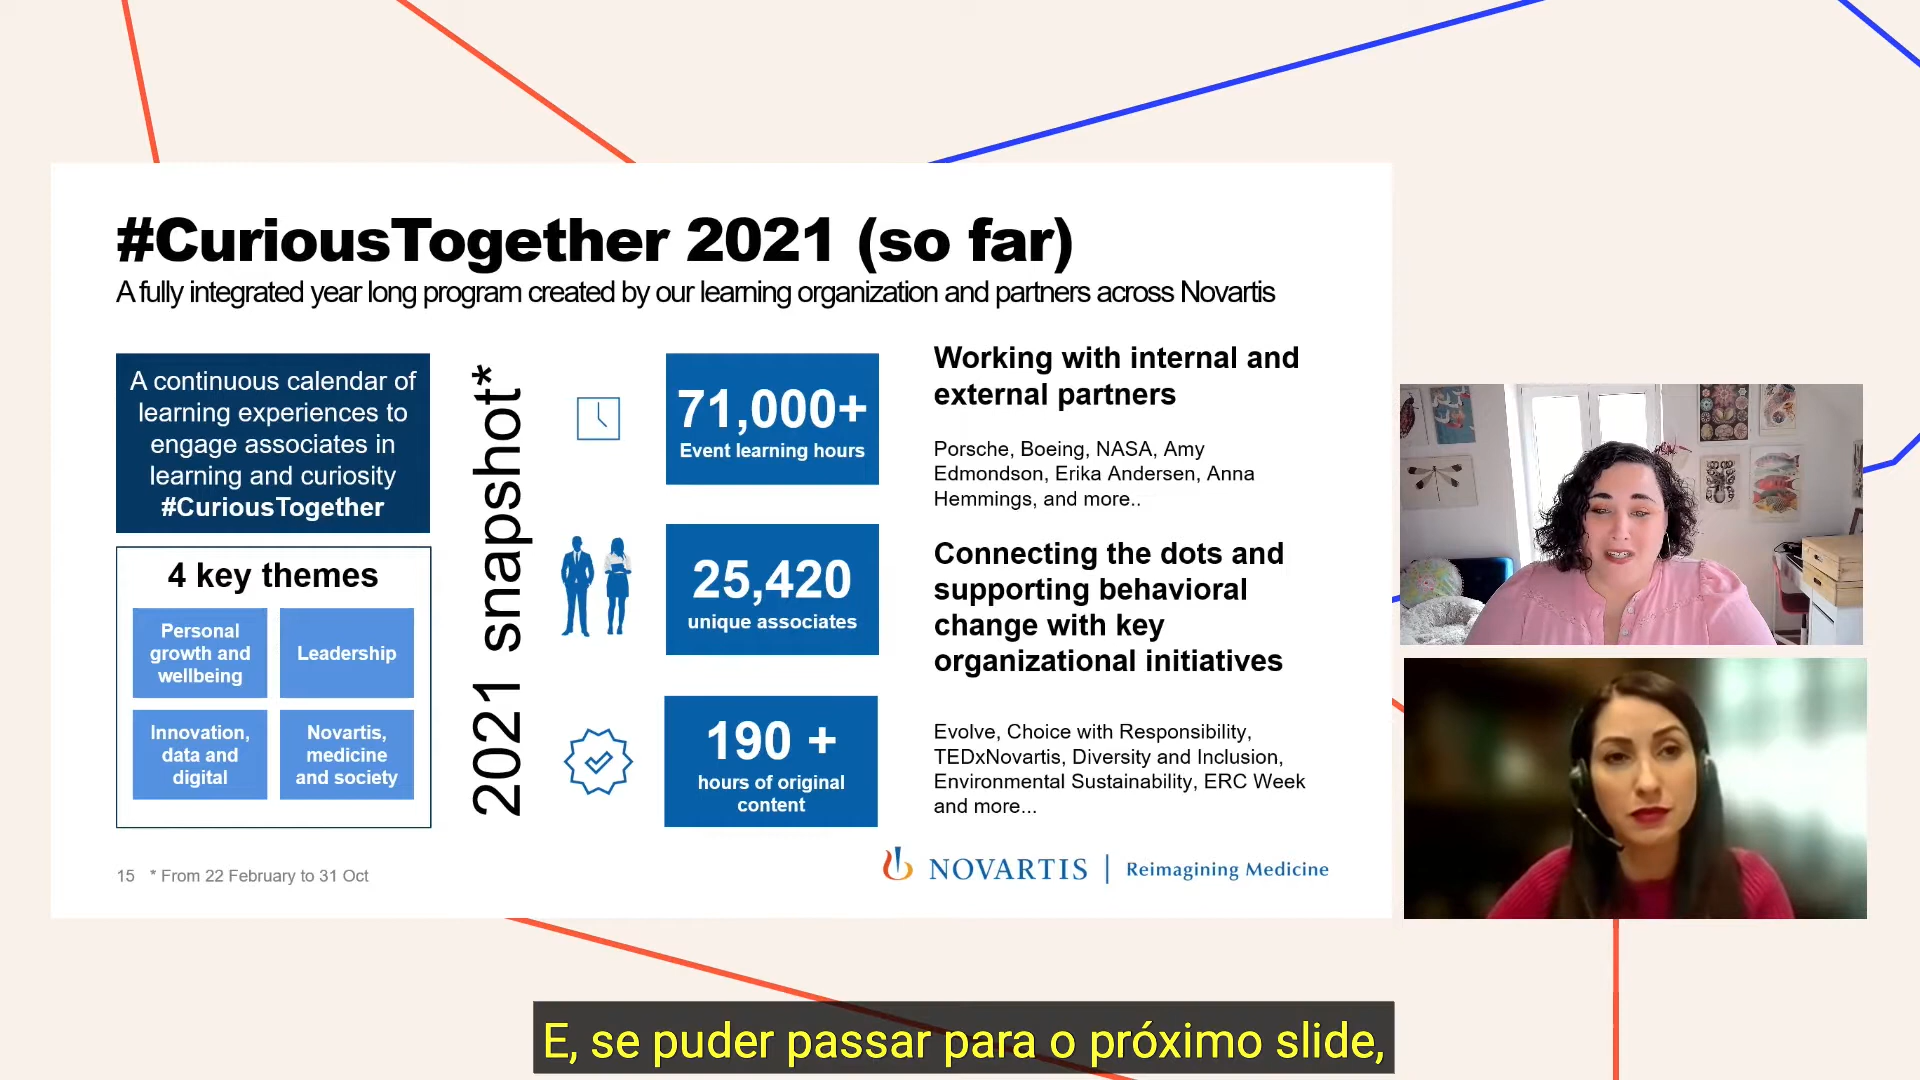 #CuriousTogether 2021 (so far)
A fully integrated year long program created by our learning organization and partners across Novartis
A continuous calendar of
learning experiences to
engage associates in
learning and curiosity
#CuriousTogether
4 key themes
Personal
growth and
wellbeing
Leadership
Innovation,
data and
digital
Novartis,
medicine
and society
2021 snapshot*
71,000+
Event learning hours
25,420
unique associates
190 +
hours of original
content
Working with internal and
external partners
Porsche, Boeing, NASA, Amy
Edmondson, Erika Andersen, Anna
Hemmings, and more..
Connecting the dots and
supporting behavioral
change with key
organizational initiatives
Evolve, Choice with Responsibility,
TEDxNovartis, Diversity and Inclusion,
Environmental Sustainability, ERC Week
and more...
15 * From 22 February to 31 Oct
NOVARTIS | Reimagining Medicine
E, se puder passar para o próximo slide,